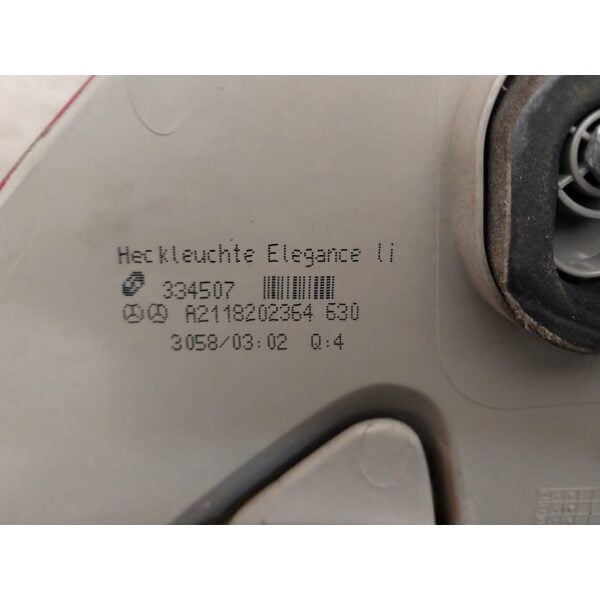 Heckleuchte Elegance li
334507
A2118202364 630
3058/03:02 Q:4